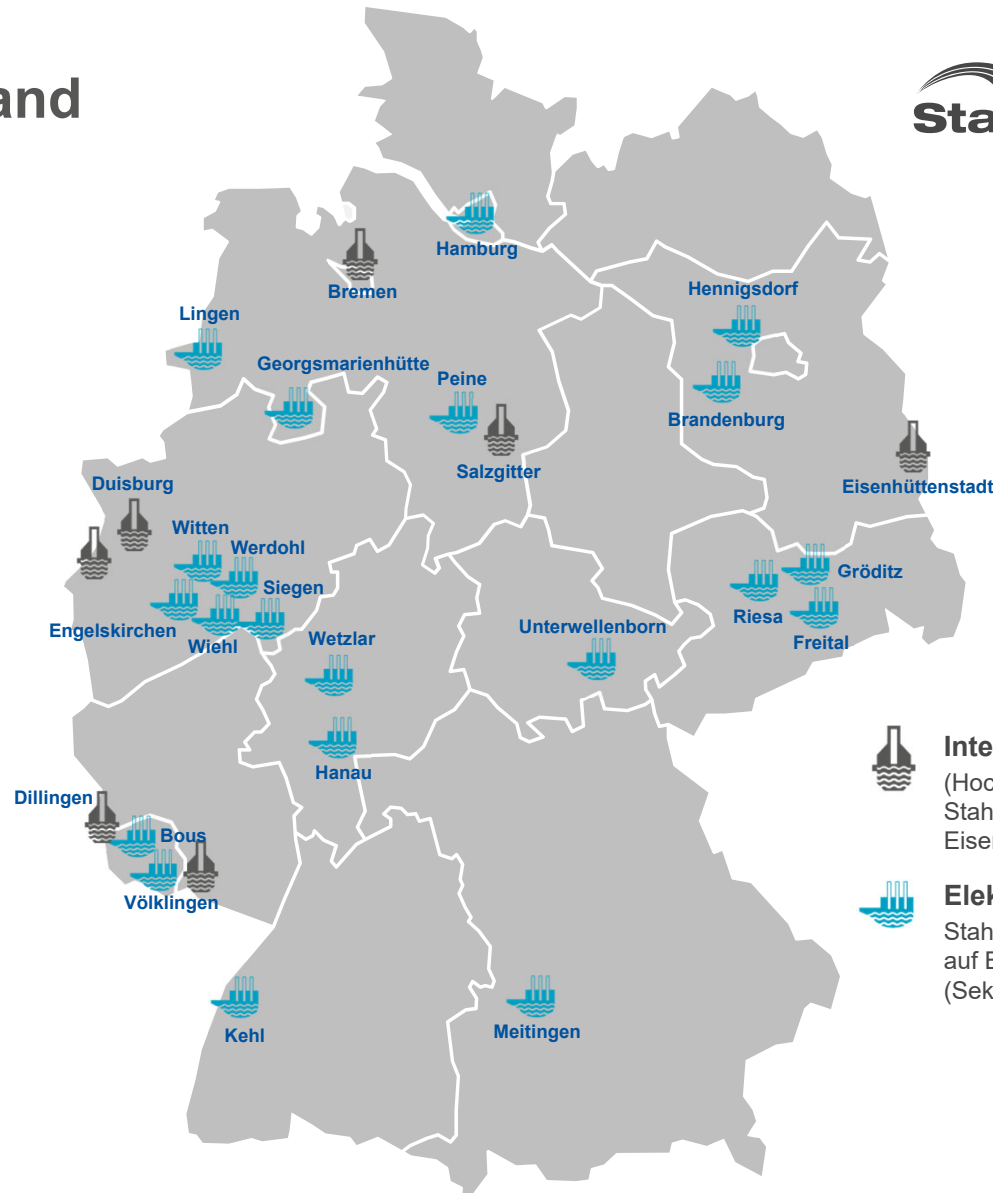 and
Sta
Hamburg
Bremen
Hennigsdorf
Lingen
Georgsmarienhütte
Peine
Brandenburg
Salzgitter
Duisburg
Eisenhüttenstadt
Witten
Werdohl
Gröditz
Siegen
Riesa
Engelskirchen
Wiehl
Wetzlar
Unterwellenborn
Freital
Hanau
Dillingen
Bous
Völklingen
Kehl
Meitingen
Inte
(Hoc
Stah
Eise
Elek
Stah
auf E
(Sek